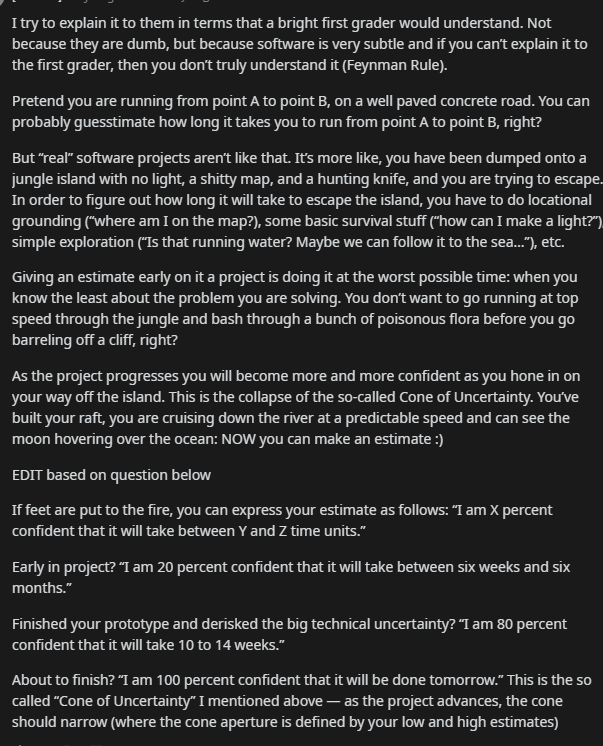 I try to explain it to them in terms that a bright first grader would understand. Not
because they are dumb, but because software is very subtle and if you can’t explain it to
the first grader, then you don’t truly understand it (Feynman Rule).
Pretend you are running from point A to point B, on a well paved concrete road. You can
probably guesstimate how long it takes you to run from point A to point B, right?
But “real” software projects aren’t like that. It’s more like, you have been dumped onto a
jungle island with no light, a shitty map, and a hunting knife, and you are trying to escape.
In order to figure out how long it will take to escape the island, you have to do locational
grounding (“where am I on the map?), some basic survival stuff (“how can I make a light?”)
simple exploration (“Is that running water? Maybe we can follow it to the sea...”), etc.
Giving an estimate early on it a project is doing it at the worst possible time: when you
know the least about the problem you are solving. You don’t want to go running at top
speed through the jungle and bash through a bunch of poisonous flora before you go
barreling off a cliff, right?
As the project progresses you will become more and more confident as you hone in on
your way off the island. This is the collapse of the so-called Cone of Uncertainty. You’ve
built your raft, you are cruising down the river at a predictable speed and can see the
moon hovering over the ocean: NOW you can make an estimate :)
EDIT based on question below
If feet are put to the fire, you can express your estimate as follows: “I am X percent
confident that it will take between Y and Z time units.”
Early in project? “I am 20 percent confident that it will take between six weeks and six
months.”
Finished your prototype and derisked the big technical uncertainty? “I am 80 percent
confident that it will take 10 to 14 weeks.”
About to finish? “I am 100 percent confident that it will be done tomorrow.” This is the so
called “Cone of Uncertainty” I mentioned above — as the project advances, the cone
should narrow (where the cone aperture is defined by your low and high estimates)